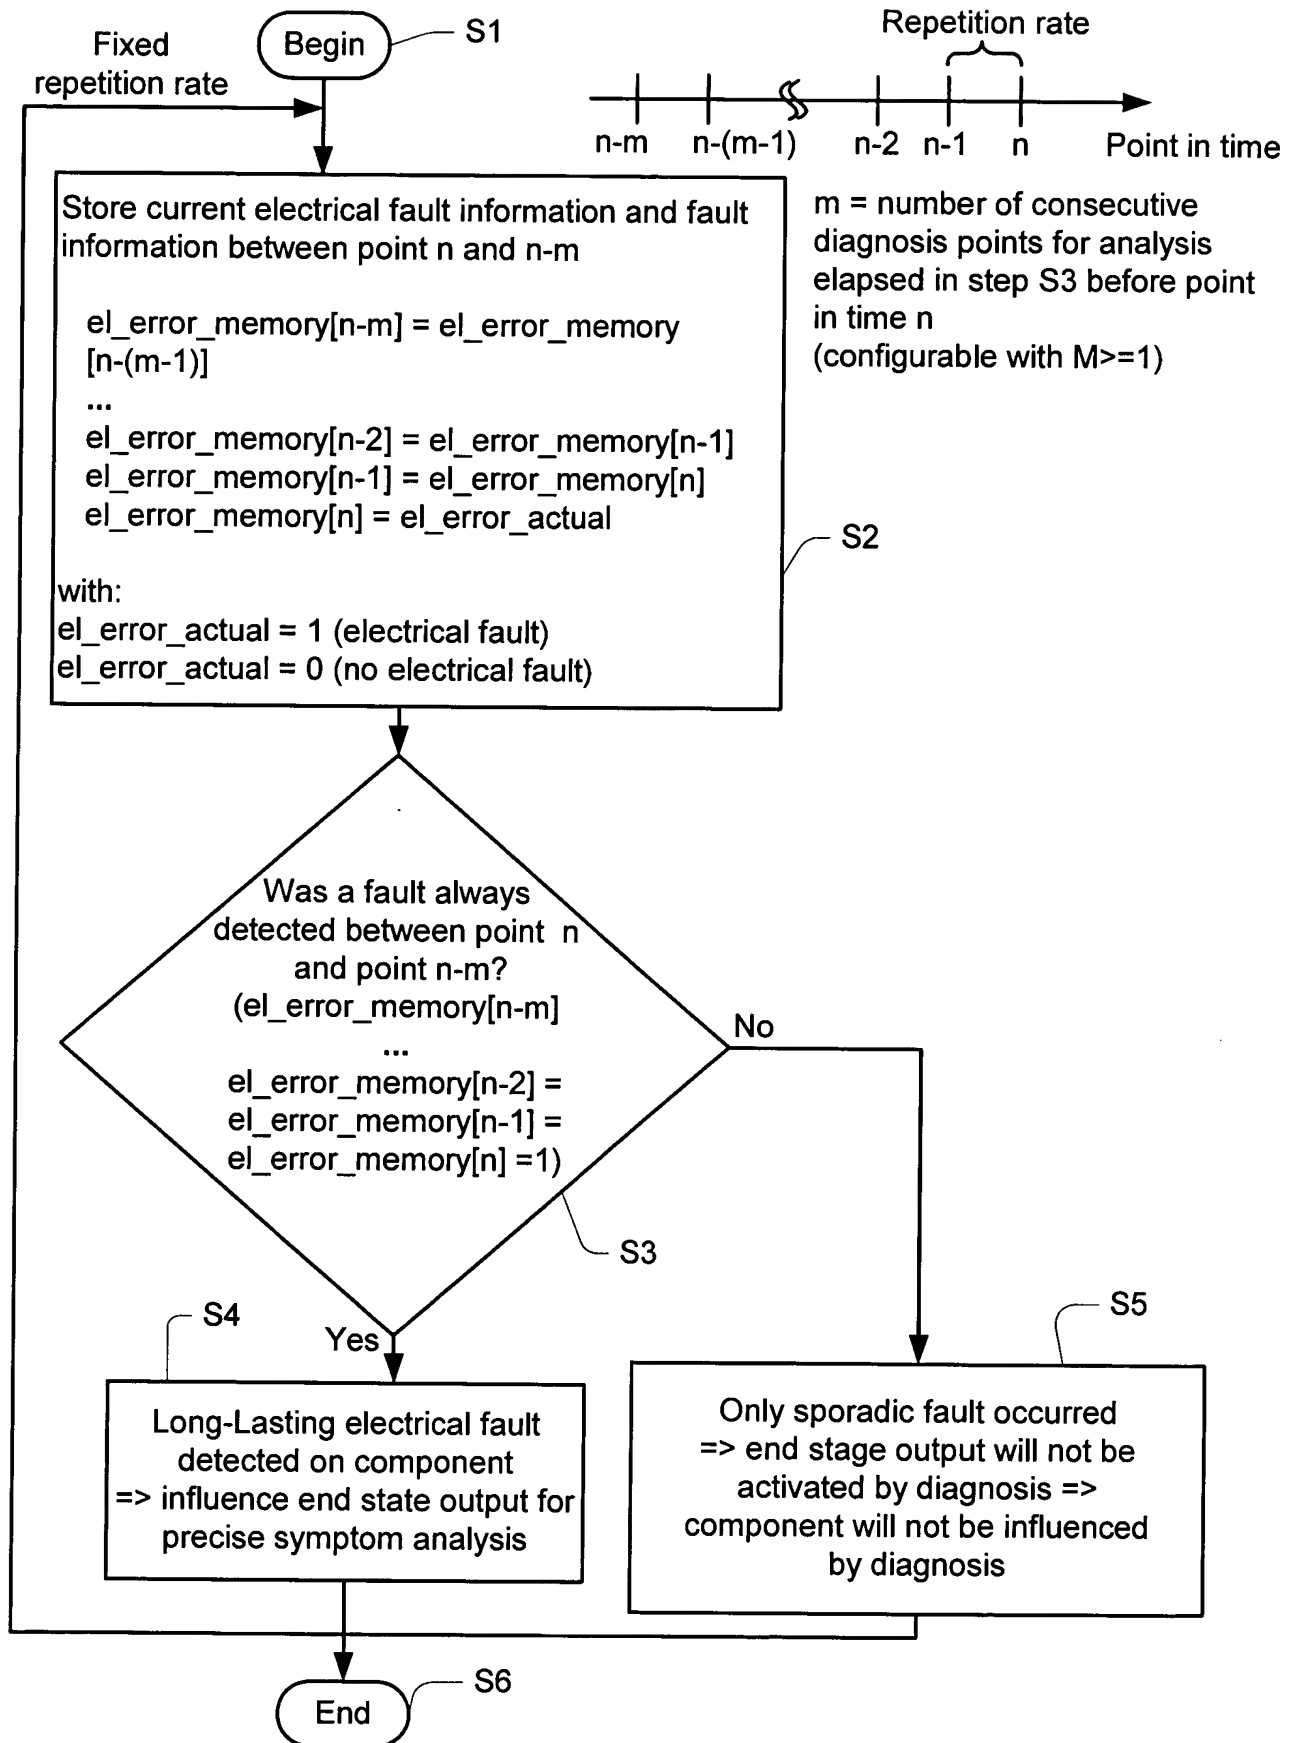 Fixed
repetition rate
Begin
S1
Repetition rate
n-m
n-(m-1)
n-2
n-1
n
Point in time
m = number of consecutive
diagnosis points for analysis
elapsed in step S3 before point
in time n
(configurable with M>=1)
Store current electrical fault information and fault
information between point n and n-m
el_error_memory[n-m] = el_error_memory
[n-(m-1)]
...
el_error_memory[n-2] = el_error_memory[n-1]
el_error_memory[n-1] = el_error_memory[n]
el_error_memory[n] = el_error_actual
with:
el_error_actual = 1 (electrical fault)
el_error_actual = 0 (no electrical fault)
S2
Was a fault always
detected between point n
and point n-m?
(el_error_memory[n-m]
...
el_error_memory[n-2] =
el_error_memory[n-1] =
el_error_memory[n] =1)
No
S3
Yes
S4
Long-Lasting electrical fault
detected on component
=> influence end state output for
precise symptom analysis
S5
Only sporadic fault occurred
=> end stage output will not be
activated by diagnosis =>
component will not be influenced
by diagnosis
End
S6